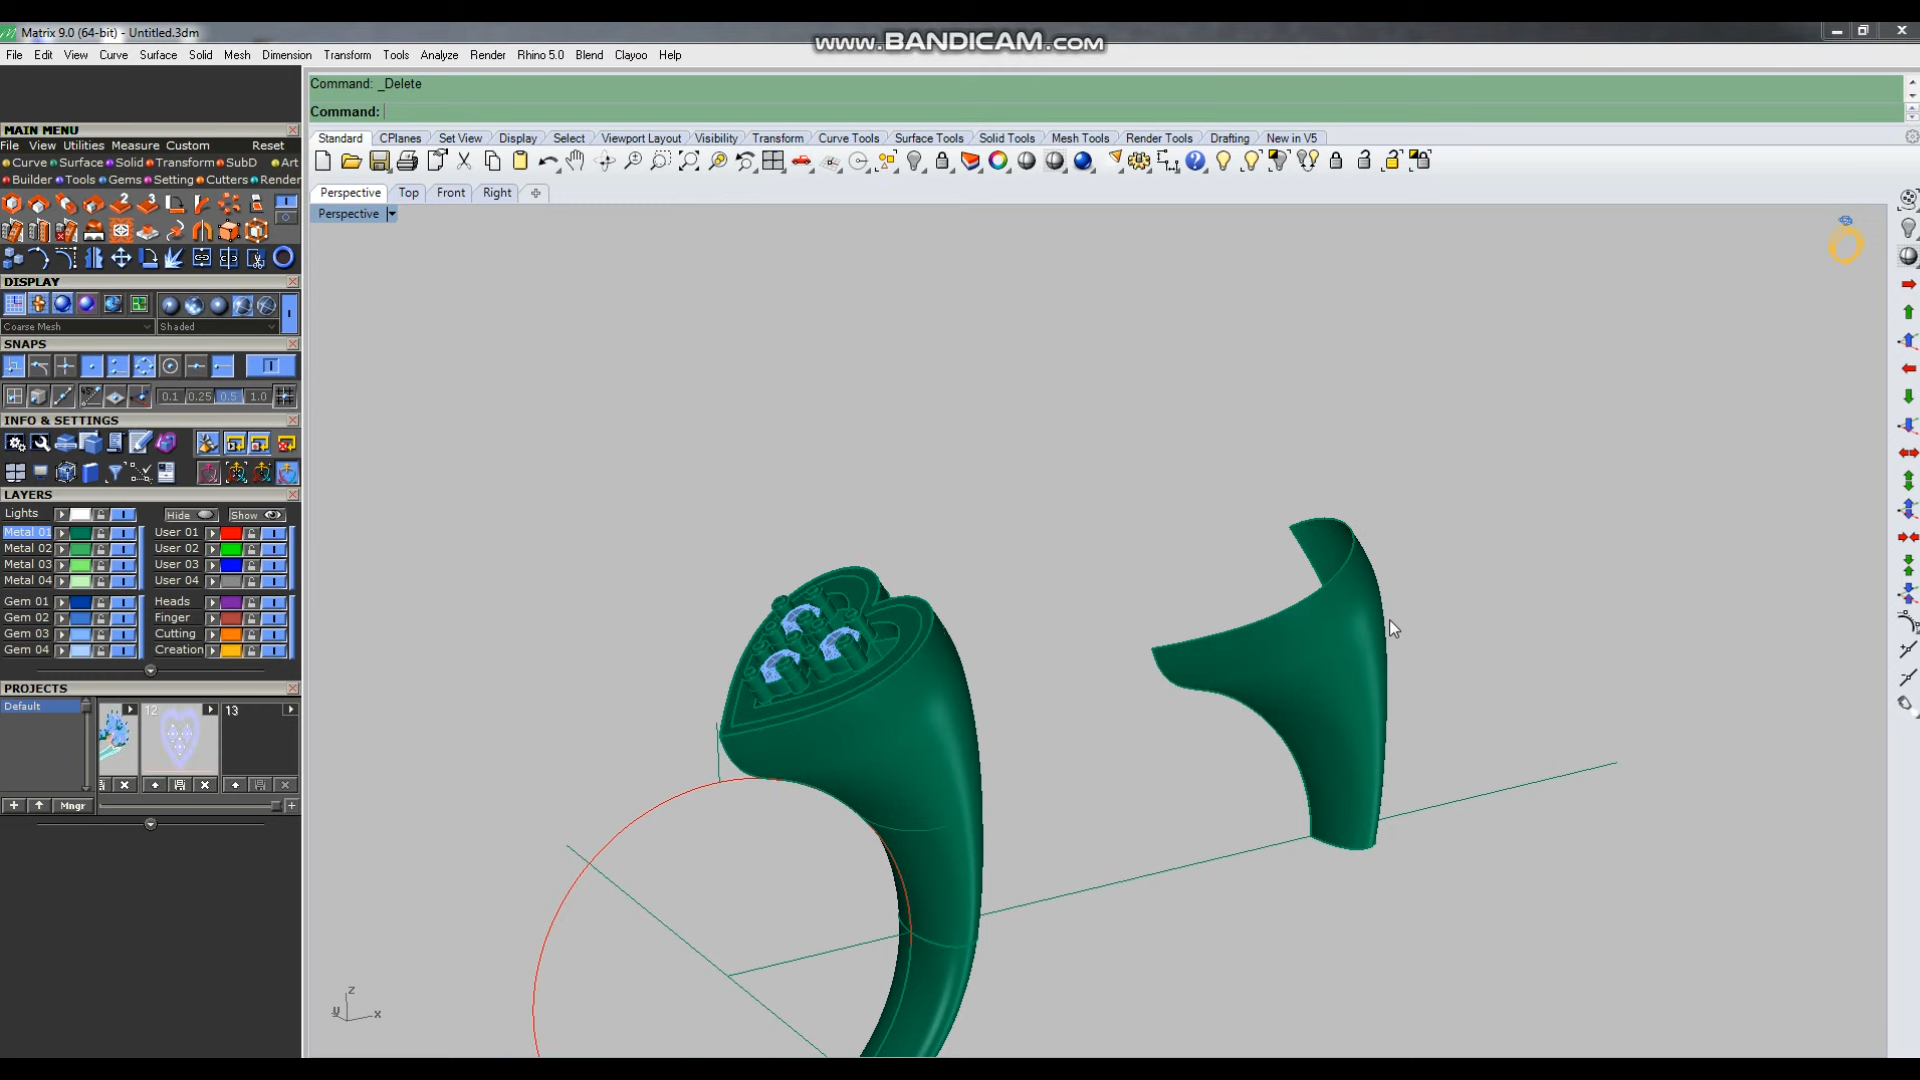 Matrix 9.0 (64-bit) - Untitled.3dm
www.BANDICAM.com
File Edit View Curve Surface Solid Mesh Dimension Transform Tools Analyze Render Rhino 5.0 Blend Clayoo Help
Command: _Delete
Command:
Standard CPlanes Set View Display Select Viewport Layout Visibility Transform Curve Tools Surface Tools Solid Tools Mesh Tools Render Tools Drafting New in V5
Perspective Top Front Right
Perspective
MAIN MENU
File View Utilities Measure Custom Reset
Curve Surface Solid Transform SubD Art
Builder Tools Gems Setting Cutters Render
2 3
DISPLAY
Coarse Mesh Shaded
SNAPS
0.1 0.25 0.5 1.0
INFO & SETTINGS
LAYERS
Lights Hide Show
Metal 01 User 01
Metal 02 User 02
Metal 03 User 03
Metal 04 User 04
Gem 01 Heads
Gem 02 Finger
Gem 03 Cutting
Gem 04 Creation
PROJECTS
Default 12 13
Mngr
z
y x